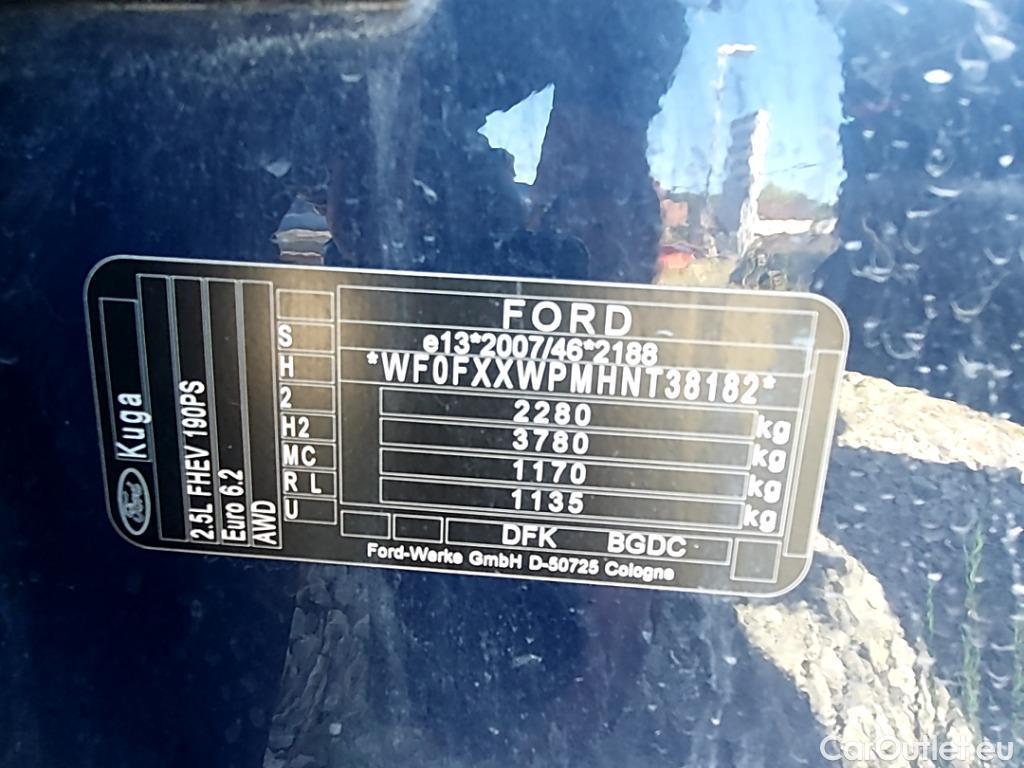 FORD
e13*2007/46*2188
*WF0FXXWPMHNT38182*
2280 kg
3780 kg
1170 kg
1135 kg
DFK BGDC
Ford-Werke GmbH D-50725 Cologne
S
H
2
H2
MC
R L
U
Ford Kuga
2.5L FHEV 190PS
Euro 6.2
AWD
CarOutlet.eu